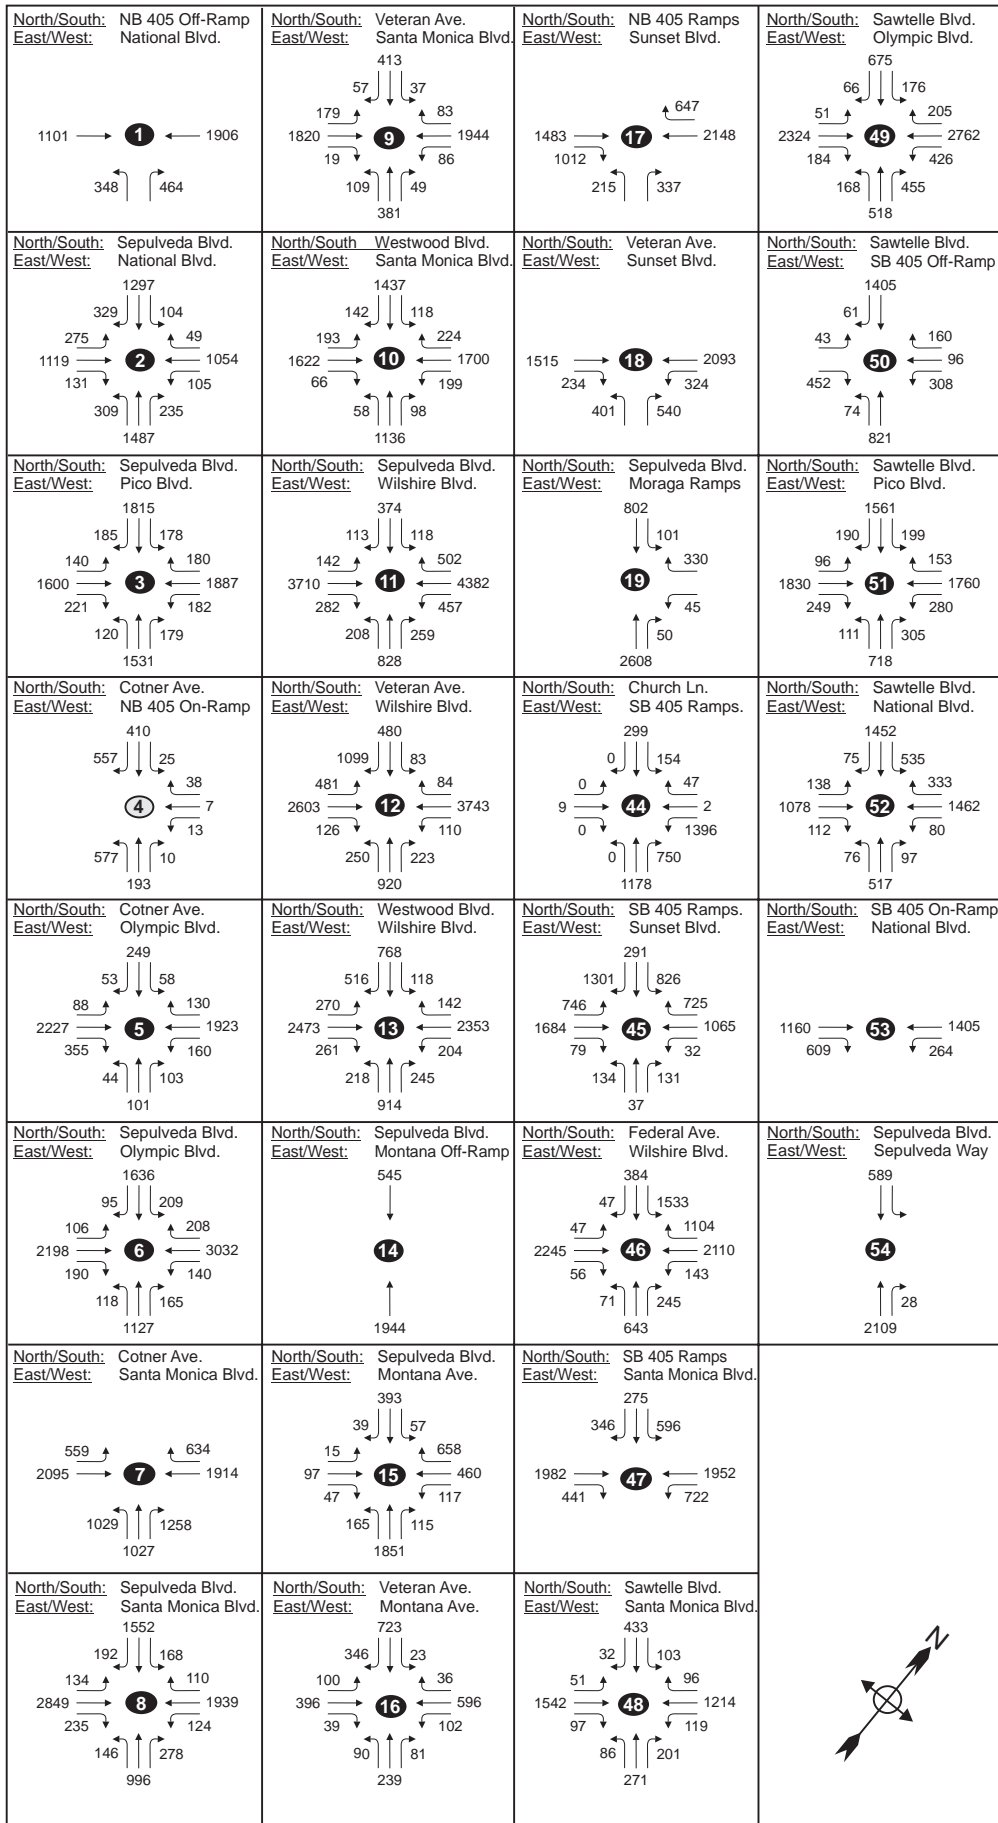 North/South: NB 405 Off-Ramp
East/West: National Blvd.
1101 1 1906
348 464
North/South: Veteran Ave.
East/West: Santa Monica Blvd.
413
57 37
179 83
1820 9 1944
19 86
109 49
381
North/South: NB 405 Ramps
East/West: Sunset Blvd.
647
1483 17 2148
1012
215 337
North/South: Sawtelle Blvd.
East/West: Olympic Blvd.
675
66 176
51 205
2324 49 2762
184 426
168 455
518
North/South: Sepulveda Blvd.
East/West: National Blvd.
1297
329 104
275 49
1119 2 1054
131 105
309 235
1487
North/South Westwood Blvd.
East/West: Santa Monica Blvd.
1437
142 118
193 224
1622 10 1700
66 199
58 98
1136
North/South: Veteran Ave.
East/West: Sunset Blvd.
1515 18 2093
234 324
401 540
North/South: Sawtelle Blvd.
East/West: SB 405 Off-Ramp
1405
61
43 160
50 96
452 308
74
821
North/South: Sepulveda Blvd.
East/West: Pico Blvd.
1815
185 178
140 180
1600 3 1887
221 182
120 179
1531
North/South: Sepulveda Blvd.
East/West: Wilshire Blvd.
374
113 118
142 502
3710 11 4382
282 457
208 259
828
North/South: Sepulveda Blvd.
East/West: Moraga Ramps
802
101
330
19
45
50
2608
North/South: Sawtelle Blvd.
East/West: Pico Blvd.
1561
190 199
96 153
1830 51 1760
249 280
111 305
718
North/South: Cotner Ave.
East/West: NB 405 On-Ramp
410
557 25
38
4 7
13
577 10
193
North/South: Veteran Ave.
East/West: Wilshire Blvd.
480
1099 83
481 84
2603 12 3743
126 110
250 223
920
North/South: Church Ln.
East/West: SB 405 Ramps.
299
0 154
0 47
9 44 2
0 1396
0 750
1178
North/South: Sawtelle Blvd.
East/West: National Blvd.
1452
75 535
138 333
1078 52 1462
112 80
76 97
517
North/South: Cotner Ave.
East/West: Olympic Blvd.
249
53 58
88 130
2227 5 1923
355 160
44 103
101
North/South: Westwood Blvd.
East/West: Wilshire Blvd.
768
516 118
270 142
2473 13 2353
261 204
218 245
914
North/South: SB 405 Ramps.
East/West: Sunset Blvd.
291
1301 826
746 725
1684 45 1065
79 32
134 131
37
North/South: SB 405 On-Ramp
East/West: National Blvd.
1160 53 1405
609 264
North/South: Sepulveda Blvd.
East/West: Olympic Blvd.
1636
95 209
106 208
2198 6 3032
190 140
118 165
1127
North/South: Sepulveda Blvd.
East/West: Montana Off-Ramp
545
14
1944
North/South: Federal Ave.
East/West: Wilshire Blvd.
384
47 1533
47 1104
2245 46 2110
56 143
71 245
643
North/South: Sepulveda Blvd.
East/West: Sepulveda Way
589
54
28
2109
North/South: Cotner Ave.
East/West: Santa Monica Blvd.
559 634
2095 7 1914
1029 1258
1027
North/South: Sepulveda Blvd.
East/West: Montana Ave.
393
39 57
15 658
97 15 460
47 117
165 115
1851
North/South: SB 405 Ramps
East/West: Santa Monica Blvd.
275
346 596
1982 47 1952
441 722
North/South: Sepulveda Blvd.
East/West: Santa Monica Blvd.
1552
192 168
134 110
2849 8 1939
235 124
146 278
996
North/South: Veteran Ave.
East/West: Montana Ave.
723
346 23
100 36
396 16 596
39 102
90 81
239
North/South: Sawtelle Blvd.
East/West: Santa Monica Blvd.
433
32 103
51 96
1542 48 1214
97 119
86 201
271
N